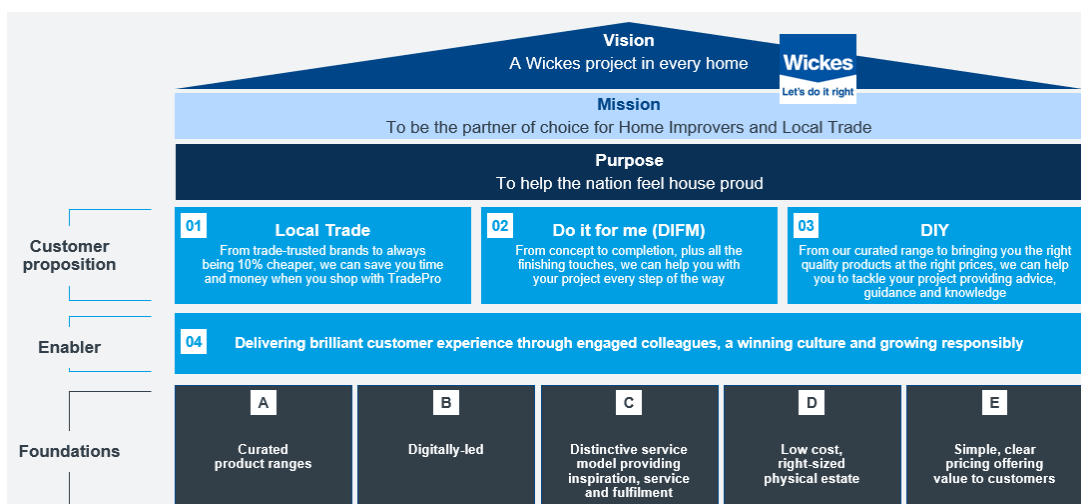 Vision
A Wickes project in every home
Wickes
Let's do it right
Mission
To be the partner of choice for Home Improvers and Local Trade
Purpose
To help the nation feel house proud
Customer
proposition
01
Local Trade
From trade-trusted brands to always
being 10% cheaper, we can save you time
and money when you shop with TradePro
02
Do it for me (DIFM)
From concept to completion, plus all the
finishing touches, we can help you with
your project every step of the way
03
DIY
From our curated range to bringing you the right
quality products at the right prices, we can help
you to tackle your project providing advice,
guidance and knowledge
Enabler
04
Delivering brilliant customer experience through engaged colleagues, a winning culture and growing responsibly
Foundations
A
Curated
product ranges
B
Digitally-led
C
Distinctive service
model providing
inspiration, service
and fulfilment
D
Low cost,
right-sized
physical estate
E
Simple, clear
pricing offering
value to customers